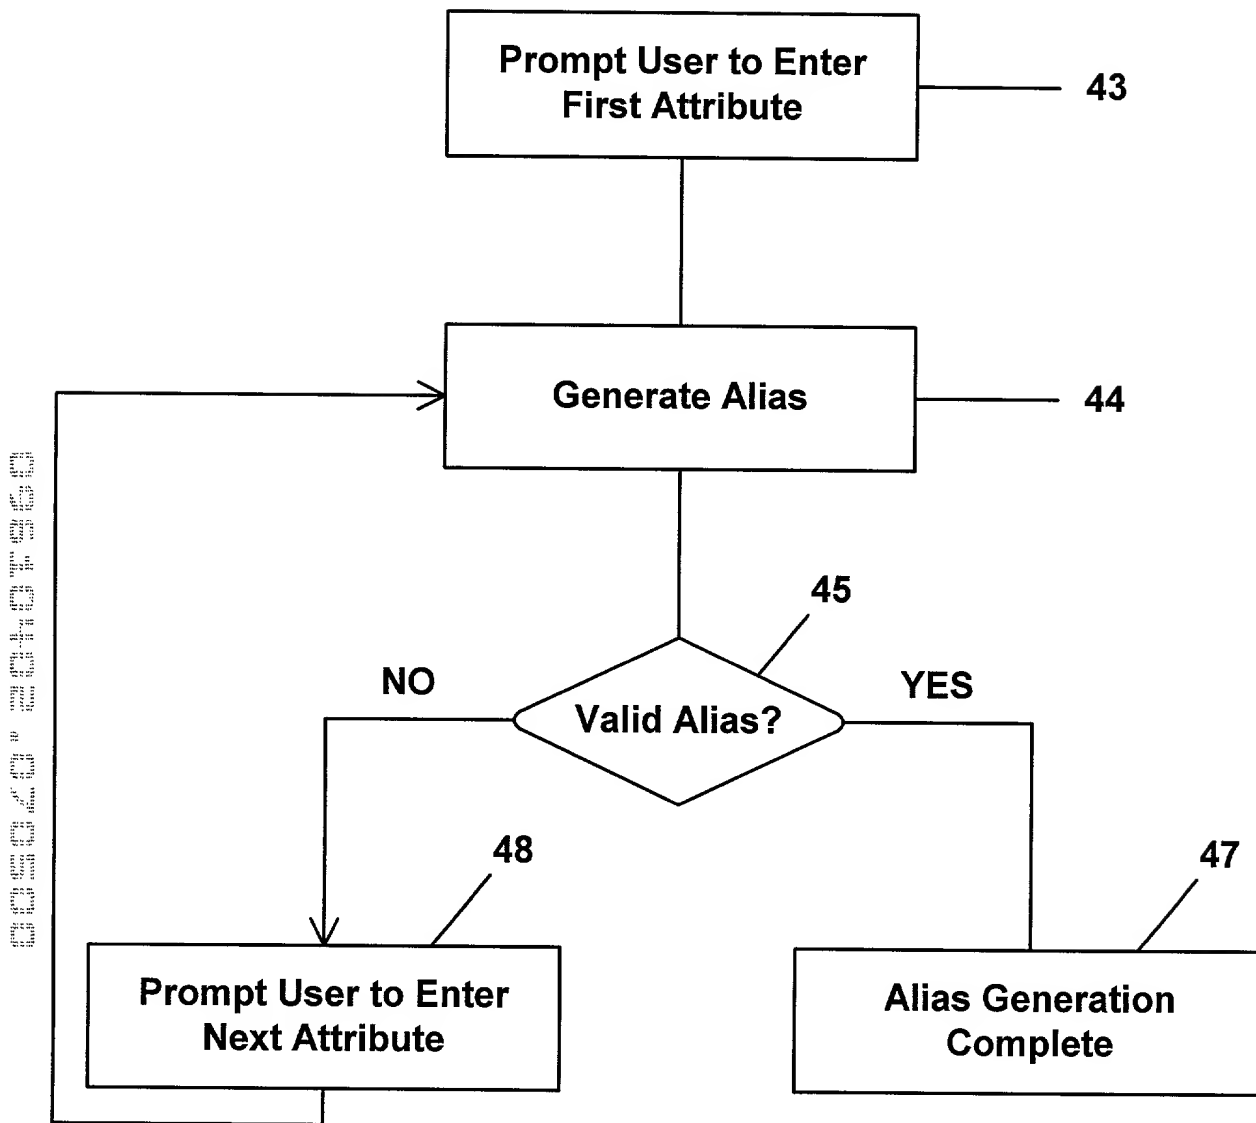 Prompt User to Enter
First Attribute
43
Generate Alias
44
45
NO
YES
Valid Alias?
48
47
Prompt User to Enter
Next Attribute
Alias Generation
Complete